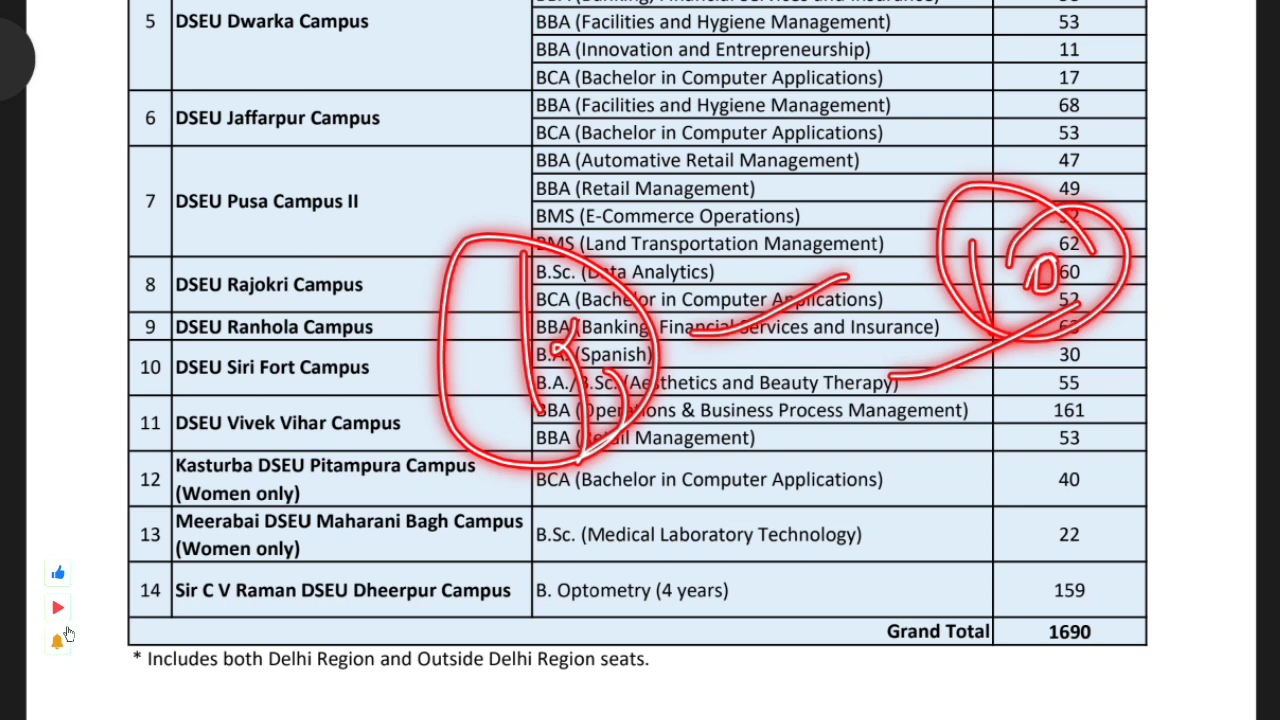 5 DSEU Dwarka Campus
BBA (Facilities and Hygiene Management) 53
BBA (Innovation and Entrepreneurship) 11
BCA (Bachelor in Computer Applications) 17
6 DSEU Jaffarpur Campus
BBA (Facilities and Hygiene Management) 68
BCA (Bachelor in Computer Applications) 53
7 DSEU Pusa Campus II
BBA (Automative Retail Management) 47
BBA (Retail Management) 49
BMS (E-Commerce Operations)
BMS (Land Transportation Management) 62
8 DSEU Rajokri Campus
B.Sc. (Data Analytics) 60
BCA (Bachelor in Computer Applications) 52
9 DSEU Ranhola Campus
BBA (Banking, Financial Services and Insurance)
10 DSEU Siri Fort Campus
B.A. (Spanish) 30
B.A./B.Sc. (Aesthetics and Beauty Therapy) 55
11 DSEU Vivek Vihar Campus
BBA (Operations & Business Process Management) 161
BBA (Retail Management) 53
12 Kasturba DSEU Pitampura Campus
(Women only)
BCA (Bachelor in Computer Applications) 40
13 Meerabai DSEU Maharani Bagh Campus
(Women only)
B.Sc. (Medical Laboratory Technology) 22
14 Sir C V Raman DSEU Dheerpur Campus B. Optometry (4 years) 159
Grand Total 1690
* Includes both Delhi Region and Outside Delhi Region seats.